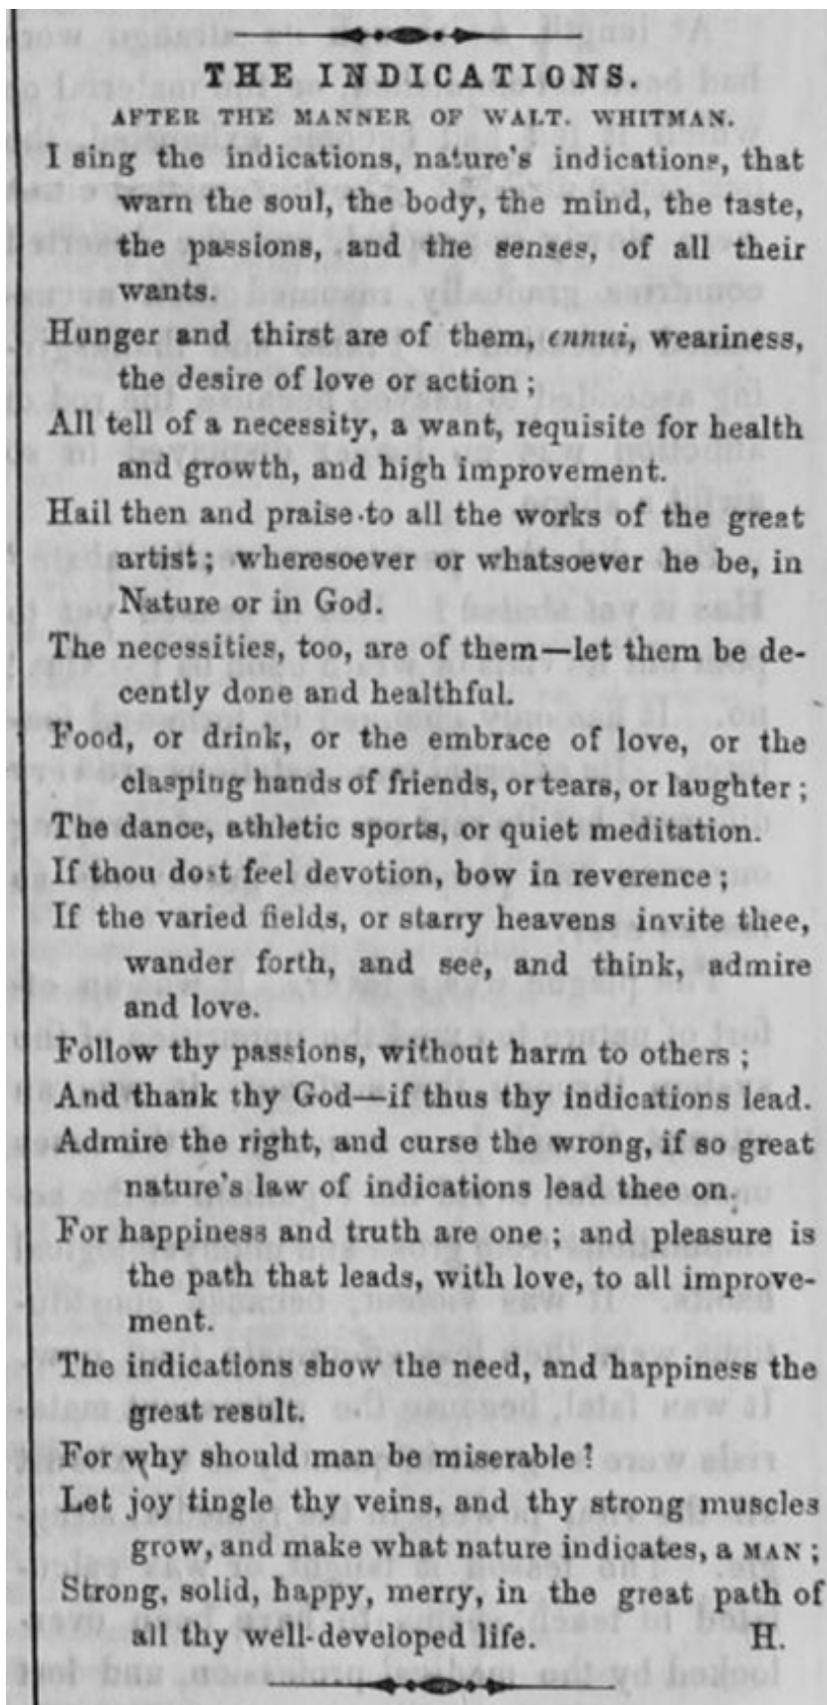 THE INDICATIONS.
AFTER THE MANNER OF WALT. WHITMAN.
I sing the indications, nature's indications, that
warn the soul, the body, the mind, the taste,
the passions, and the senses, of all their
wants.
Hunger and thirst are of them, ennui, weariness,
the desire of love or action;
All tell of a necessity, a want, requisite for health
and growth, and high improvement.
Hail then and praise to all the works of the great
artist; wheresoever or whatsoever he be, in
Nature or in God.
The necessities, too, are of them—let them be de-
cently done and healthful.
Food, or drink, or the embrace of love, or the
clasping hands of friends, or tears, or laughter;
The dance, athletic sports, or quiet meditation.
If thou dost feel devotion, bow in reverence;
If the varied fields, or starry heavens invite thee,
wander forth, and see, and think, admire
and love.
Follow thy passions, without harm to others;
And thank thy God—if thus thy indications lead.
Admire the right, and curse the wrong, if so great
nature's law of indications lead thee on.
For happiness and truth are one; and pleasure is
the path that leads, with love, to all improve-
ment.
The indications show the need, and happiness the
great result.
For why should man be miserable!
Let joy tingle thy veins, and thy strong muscles
grow, and make what nature indicates, a MAN;
Strong, solid, happy, merry, in the great path of
all thy well-developed life. H.